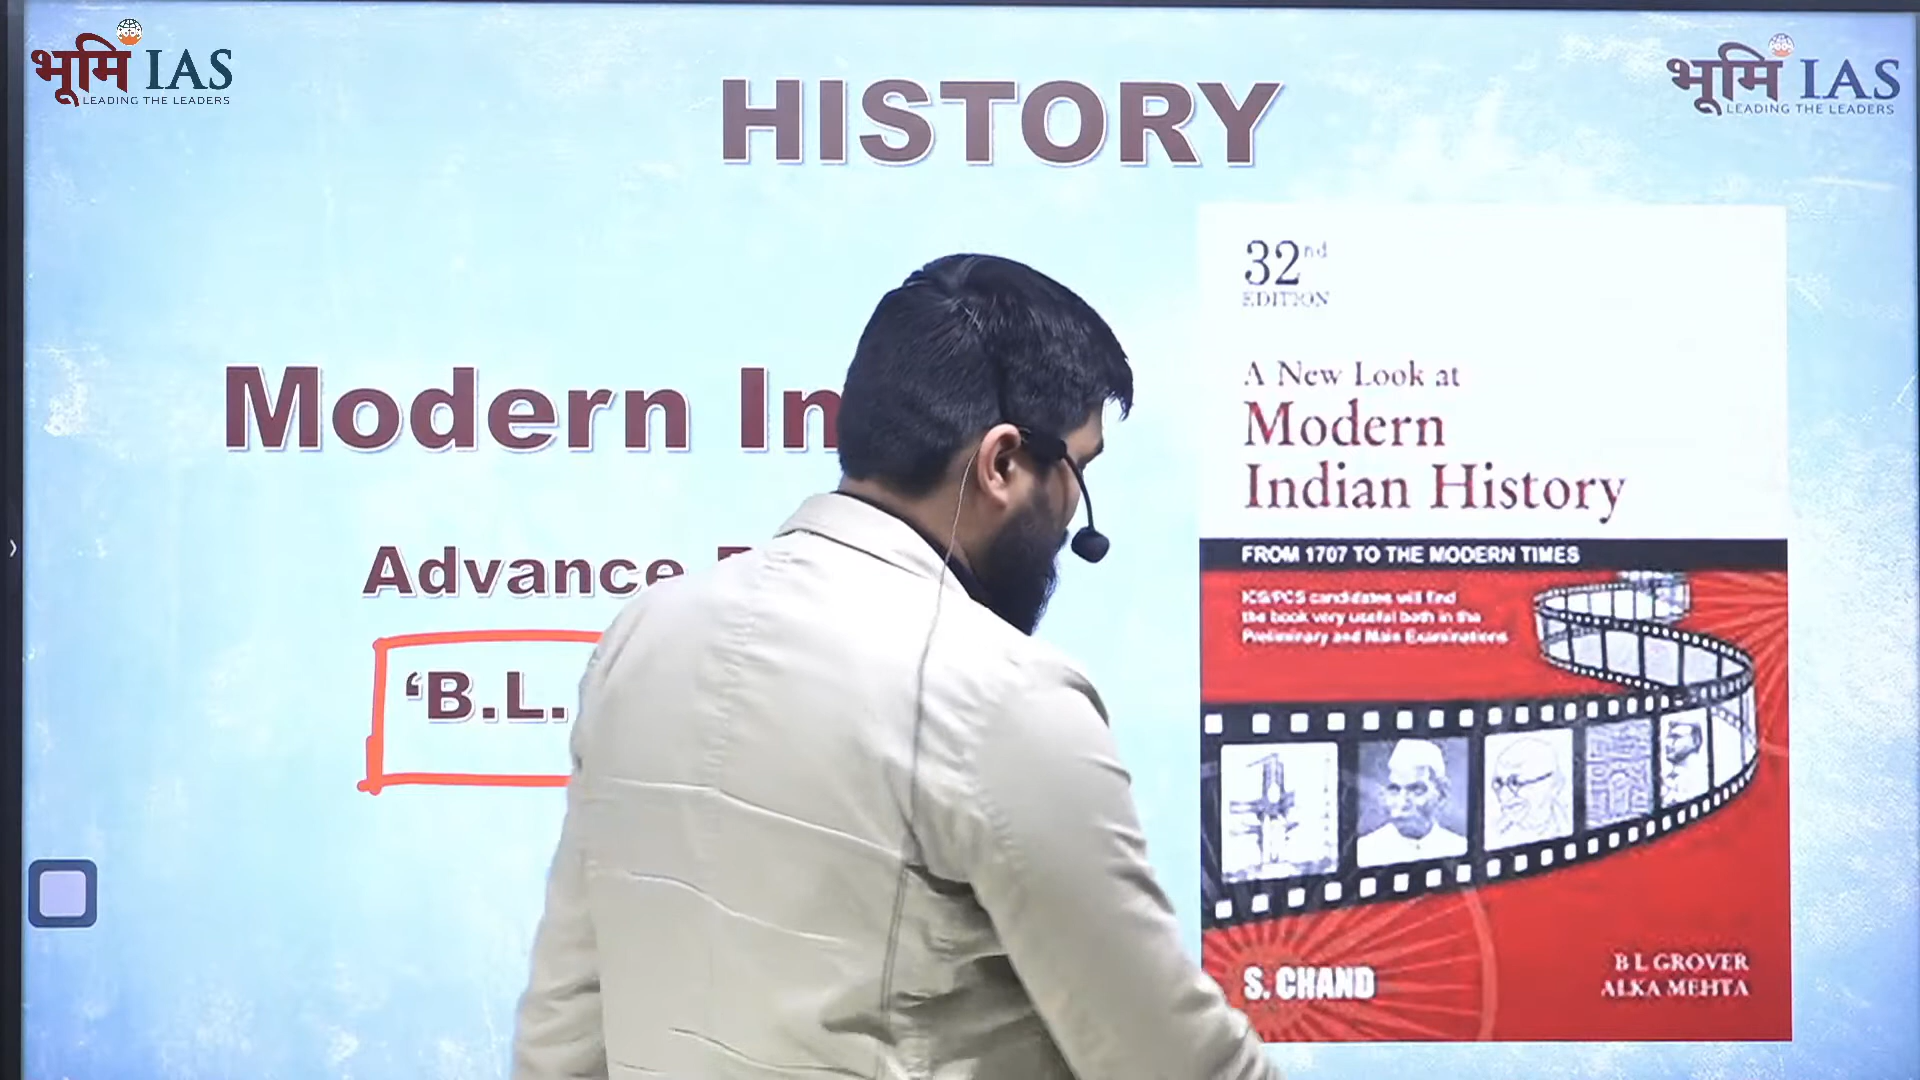 भूमि IAS
LEADING THE LEADERS
HISTORY
भूमि IAS
LEADING THE LEADERS
Modern In
Advance
'B.L.
32nd
EDITION
A New Look at
Modern
Indian History
FROM 1707 TO THE MODERN TIMES
ICS/PCS candidates will find
the book very useful both in the
Preliminary and Main Examinations
S. CHAND
B L GROVER
ALKA MEHTA